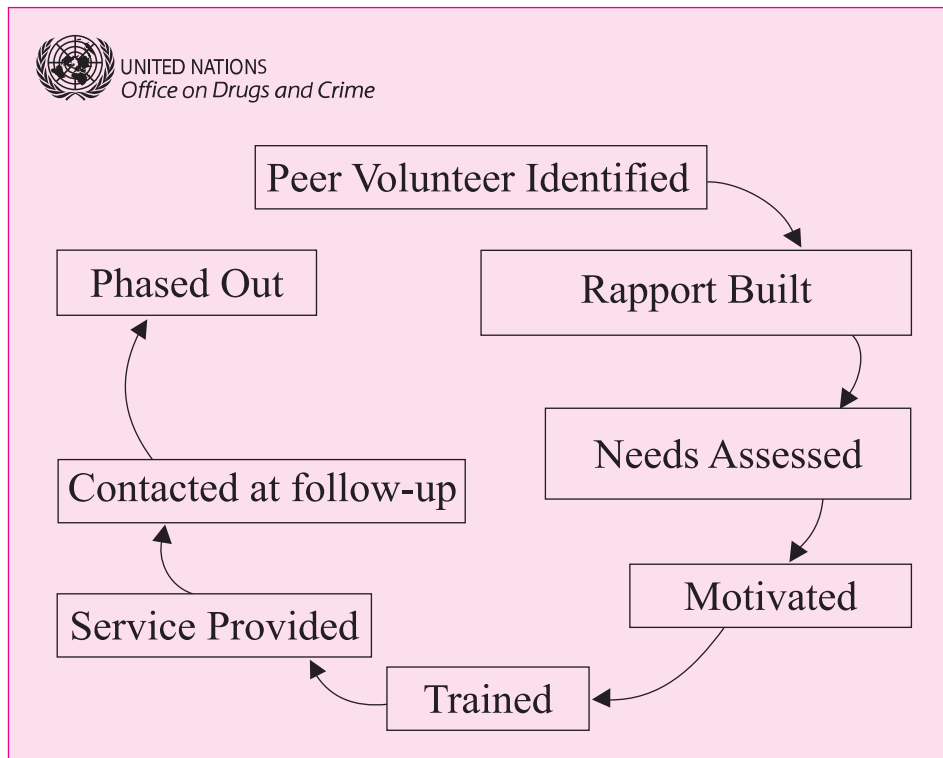 UNITED NATIONS
Office on Drugs and Crime
Peer Volunteer Identified
Rapport Built
Needs Assessed
Motivated
Trained
Service Provided
Contacted at follow-up
Phased Out